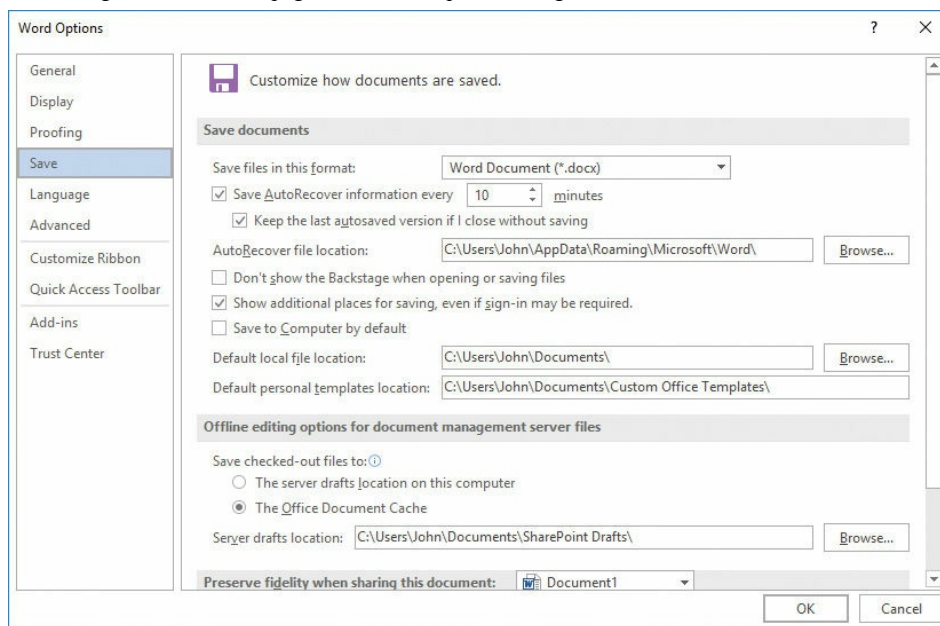 Word Options
?
X
General
Display
Proofing
Save
Language
Advanced
Customize Ribbon
Quick Access Toolbar
Add-ins
Trust Center
Customize how documents are saved.
Save documents
Save files in this format: Word Document (*.docx)
Save AutoRecover information every 10 minutes
Keep the last autosaved version if I close without saving
AutoRecover file location: C:\Users\John\AppData\Roaming\Microsoft\Word\ Browse...
Don't show the Backstage when opening or saving files
Show additional places for saving, even if sign-in may be required.
Save to Computer by default
Default local file location: C:\Users\John\Documents\ Browse...
Default personal templates location: C:\Users\John\Documents\Custom Office Templates\
Offline editing options for document management server files
Save checked-out files to:
The server drafts location on this computer
The Office Document Cache
Server drafts location: C:\Users\John\Documents\SharePoint Drafts\ Browse...
Preserve fidelity when sharing this document: Document1
OK Cancel